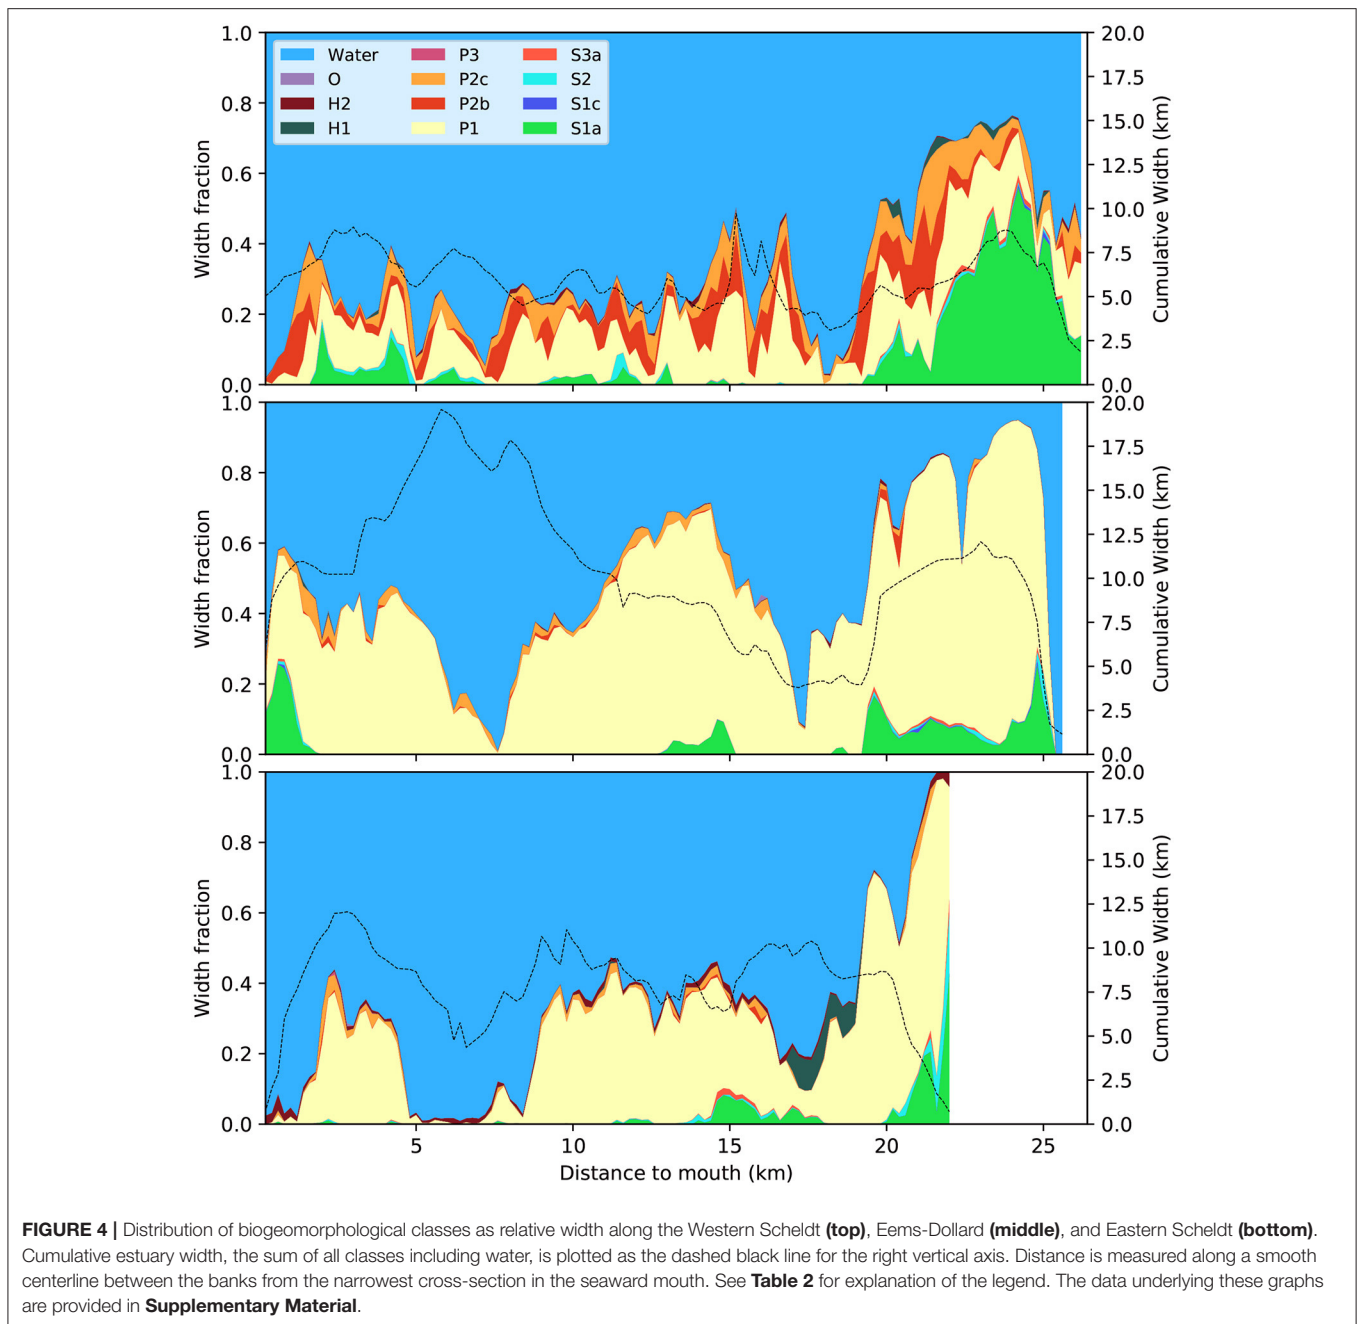 1.0
0.8
0.6
0.4
0.2
0.0
Width fraction
Water
O
H2
H1
P3
P2c
P2b
P1
S3a
S2
S1c
S1a
20.0
17.5
15.0
12.5
10.0
7.5
5.0
2.5
0.0
Cumulative Width (km)
1.0
0.8
0.6
0.4
0.2
0.0
Width fraction
20.0
17.5
15.0
12.5
10.0
7.5
5.0
2.5
0.0
Cumulative Width (km)
1.0
0.8
0.6
0.4
0.2
0.0
Width fraction
20.0
17.5
15.0
12.5
10.0
7.5
5.0
2.5
0.0
Cumulative Width (km)
5 10 15 20 25
Distance to mouth (km)
FIGURE 4 | Distribution of biogeomorphological classes as relative width along the Western Scheldt (top), Eems-Dollard (middle), and Eastern Scheldt (bottom).
Cumulative estuary width, the sum of all classes including water, is plotted as the dashed black line for the right vertical axis. Distance is measured along a smooth
centerline between the banks from the narrowest cross-section in the seaward mouth. See Table 2 for explanation of the legend. The data underlying these graphs
are provided in Supplementary Material.